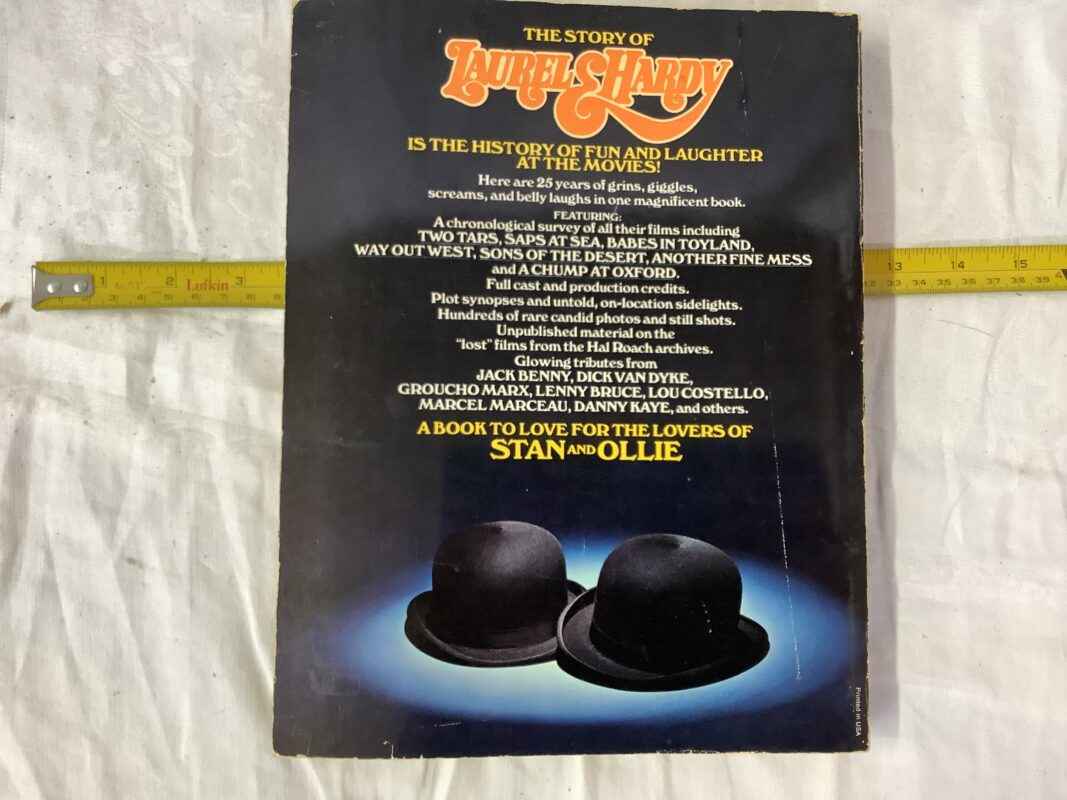 THE STORY OF
LAUREL & HARDY
IS THE HISTORY OF FUN AND LAUGHTER
AT THE MOVIES!
Here are 25 years of grins, giggles,
screams, and belly laughs in one magnificent book.
FEATURING:
A chronological survey of all their films including
TWO TARS, SAPS AT SEA, BABES IN TOYLAND,
WAY OUT WEST, SONS OF THE DESERT, ANOTHER FINE MESS
and A CHUMP AT OXFORD.
Full cast and production credits.
Plot synopses and untold, on-location sidelights.
Hundreds of rare candid photos and still shots.
Unpublished material on the
"lost" films from the Hal Roach archives.
Glowing tributes from
JACK BENNY, DICK VAN DYKE,
GROUCHO MARX, LENNY BRUCE, LOU COSTELLO,
MARCEL MARCEAU, DANNY KAYE, and others.
A BOOK TO LOVE FOR THE LOVERS OF
STAN AND OLLIE
Printed in USA
1 2 3
Lufkin
13 14 15